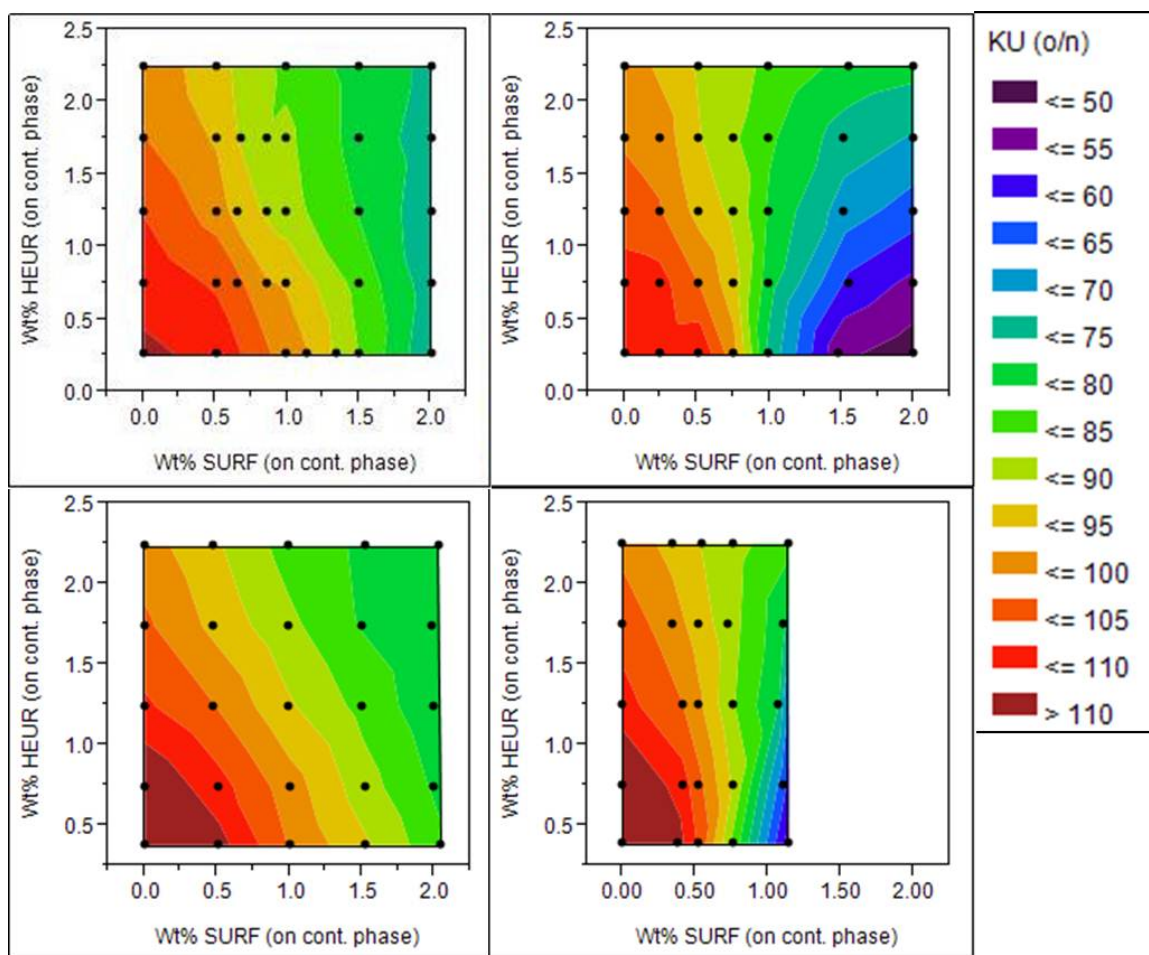 2.5
2.0
1.5
1.0
0.5
0.0
Wt% HEUR (on cont. phase)
0.0 0.5 1.0 1.5 2.0
Wt% SURF (on cont. phase)
2.5
2.0
1.5
1.0
0.5
0.0
Wt% HEUR (on cont. phase)
0.0 0.5 1.0 1.5 2.0
Wt% SURF (on cont. phase)
KU (o/n)
<= 50
<= 55
<= 60
<= 65
<= 70
<= 75
<= 80
<= 85
<= 90
<= 95
<= 100
<= 105
<= 110
> 110
2.5
2.0
1.5
1.0
0.5
Wt% HEUR (on cont. phase)
0.0 0.5 1.0 1.5 2.0
Wt% SURF (on cont. phase)
2.5
2.0
1.5
1.0
0.5
Wt% HEUR (on cont. phase)
0.00 0.50 1.00 1.50 2.00
Wt% SURF (on cont. phase)